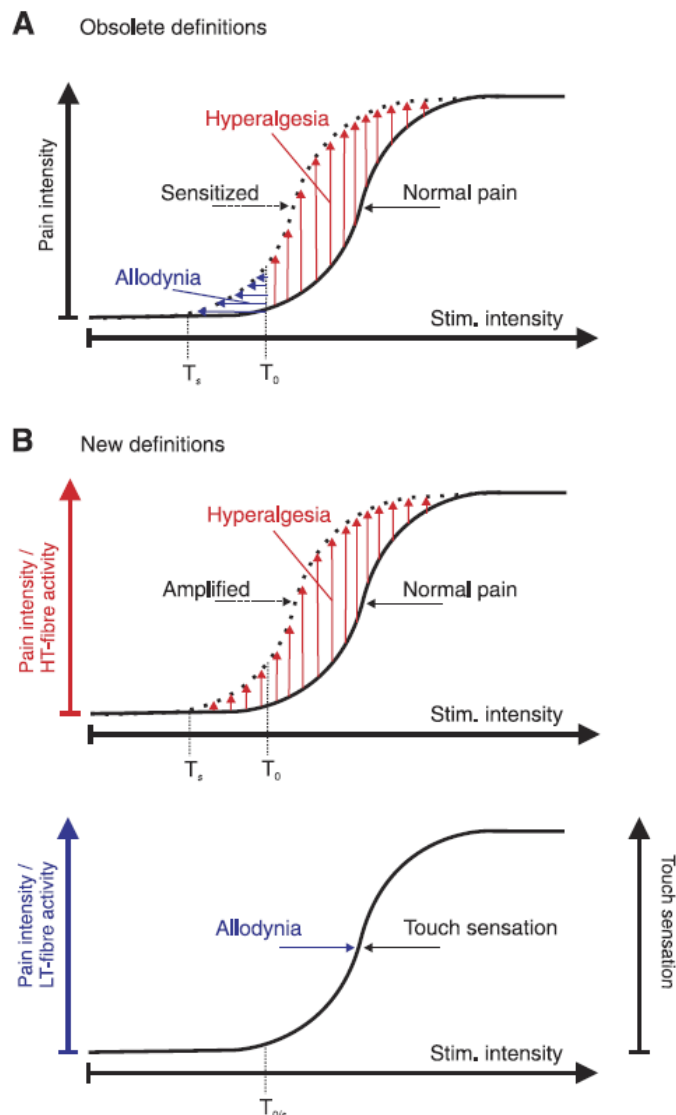 A Obsolete definitions
Pain intensity
Hyperalgesia
Sensitized
Normal pain
Allodynia
Stim. intensity
Ts
T0
B New definitions
Pain intensity /
HT-fibre activity
Hyperalgesia
Amplified
Normal pain
Stim. intensity
Ts
T0
Pain intensity /
LT-fibre activity
Allodynia
Touch sensation
Touch sensation
Stim. intensity
T0/s